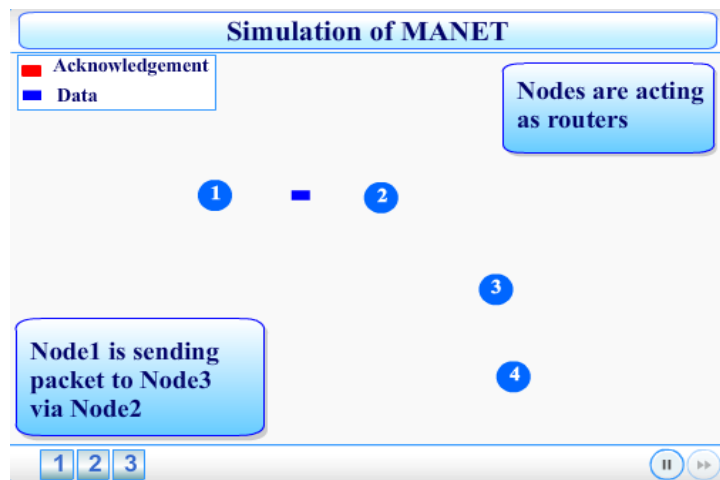 Simulation of MANET
Acknowledgement
Data
Nodes are acting
as routers
1
2
3
4
Node1 is sending
packet to Node3
via Node2
1 2 3